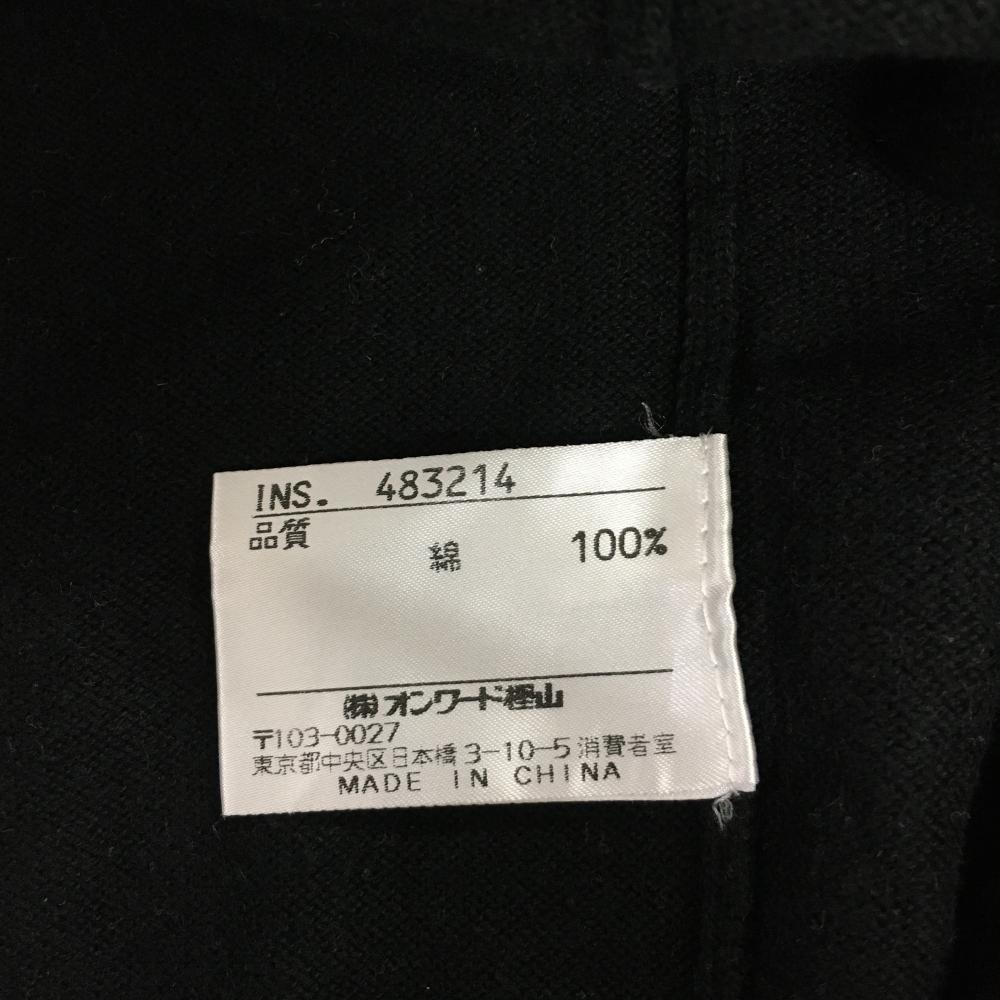 INS. 483214
品質
綿 100%
㈱オンワード樫山
〒103-0027
東京都中央区日本橋3-10-5消費者室
MADE IN CHINA